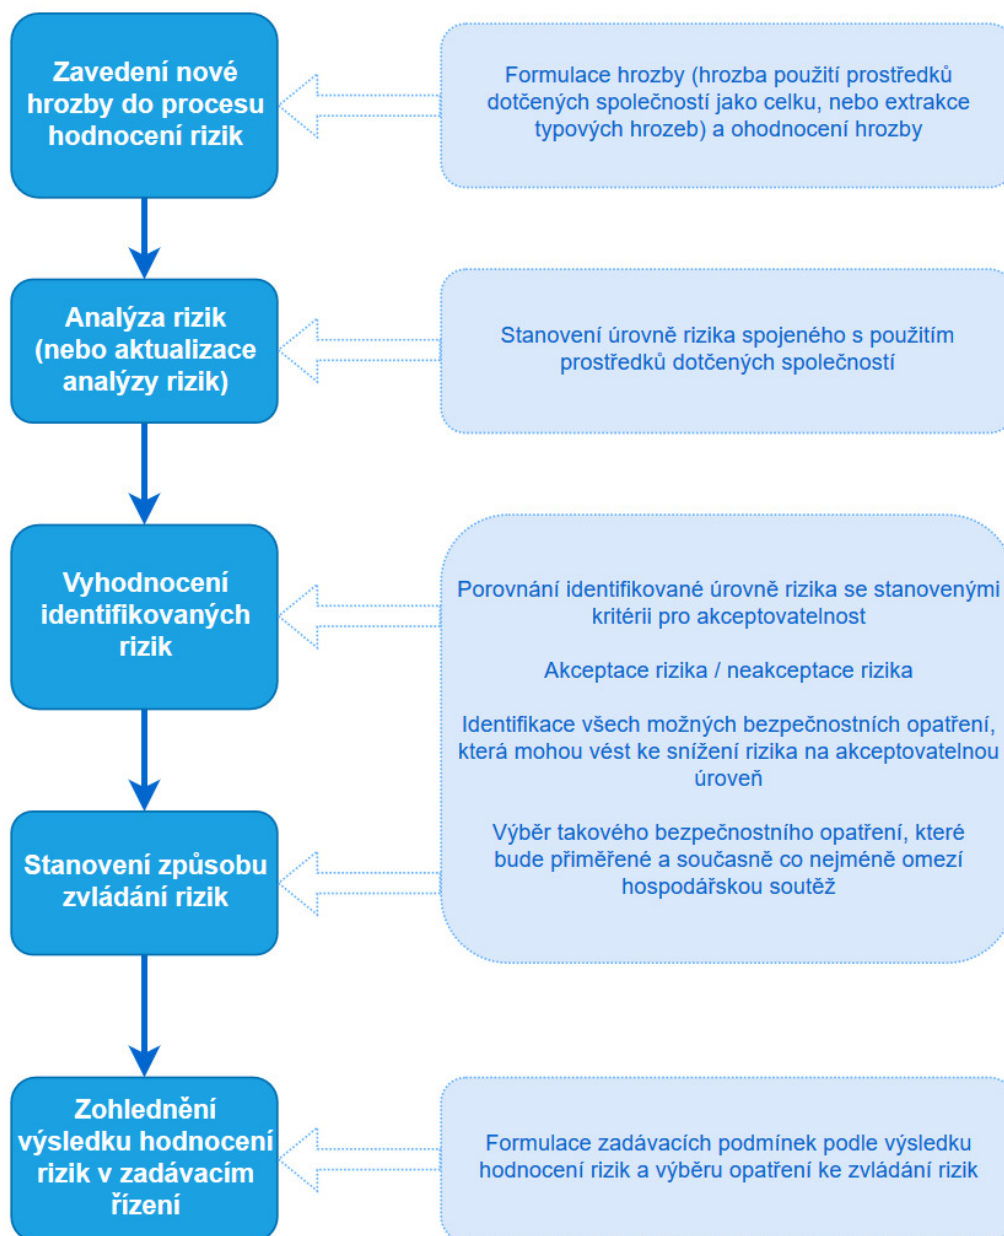 Zavedení nové
hrozby do procesu
hodnocení rizik
Formulace hrozby (hrozba použití prostředků
dotčených společností jako celku, nebo extrakce
typových hrozeb) a ohodnocení hrozby
Analýza rizik
(nebo aktualizace
analýzy rizik)
Stanovení úrovně rizika spojeného s použitím
prostředků dotčených společností
Vyhodnocení
identifikovaných
rizik
Porovnání identifikované úrovně rizika se stanovenými
kritérii pro akceptovatelnost
Akceptace rizika / neakceptace rizika
Identifikace všech možných bezpečnostních opatření,
která mohou vést ke snížení rizika na akceptovatelnou
úroveň
Výběr takového bezpečnostního opatření, které
bude přiměřené a současně co nejméně omezí
hospodářskou soutěž
Stanovení způsobu
zvládání rizik
Zohlednění
výsledku hodnocení
rizik v zadávacím
řízení
Formulace zadávacích podmínek podle výsledku
hodnocení rizik a výběru opatření ke zvládání rizik